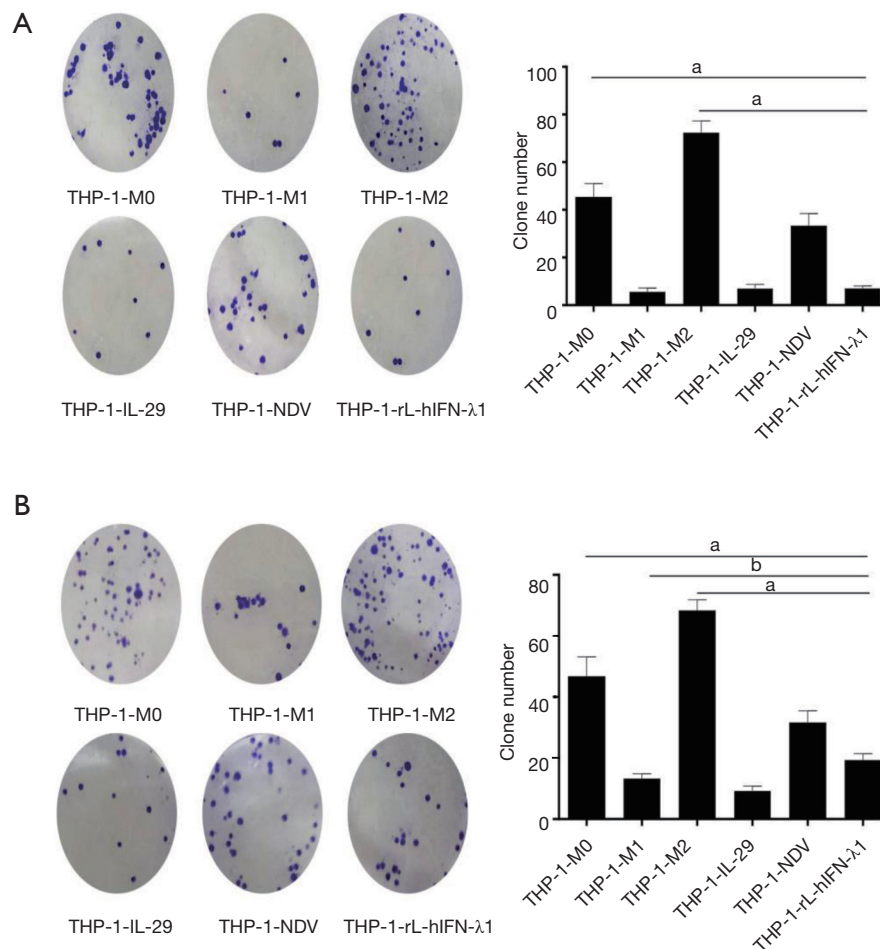 A
THP-1-M0 THP-1-M1 THP-1-M2
THP-1-IL-29 THP-1-NDV THP-1-rL-hIFN-λ1
Clone number
100
80
60
40
20
0
a
a
THP-1-M0
THP-1-M1
THP-1-M2
THP-1-IL-29
THP-1-NDV
THP-1-rL-hIFN-λ1
B
THP-1-M0 THP-1-M1 THP-1-M2
THP-1-IL-29 THP-1-NDV THP-1-rL-hIFN-λ1
Clone number
80
60
40
20
0
a
b
a
THP-1-M0
THP-1-M1
THP-1-M2
THP-1-IL-29
THP-1-NDV
THP-1-rL-hIFN-λ1